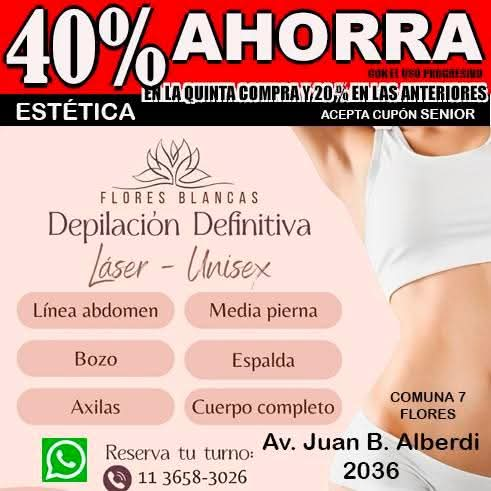 40% AHORRA
CON EL USO PROGRESIVO
EN LA QUINTA COMPRA Y 20% EN LAS ANTERIORES
ESTÉTICA
ACEPTA CUPÓN SENIOR
FLORES BLANCAS
Depilación Definitiva
Láser - Unisex
Línea abdomen
Media pierna
Bozo
Espalda
Axilas
Cuerpo completo
COMUNA 7
FLORES
Reserva tu turno:
11 3658-3026
Av. Juan B. Alberdi
2036